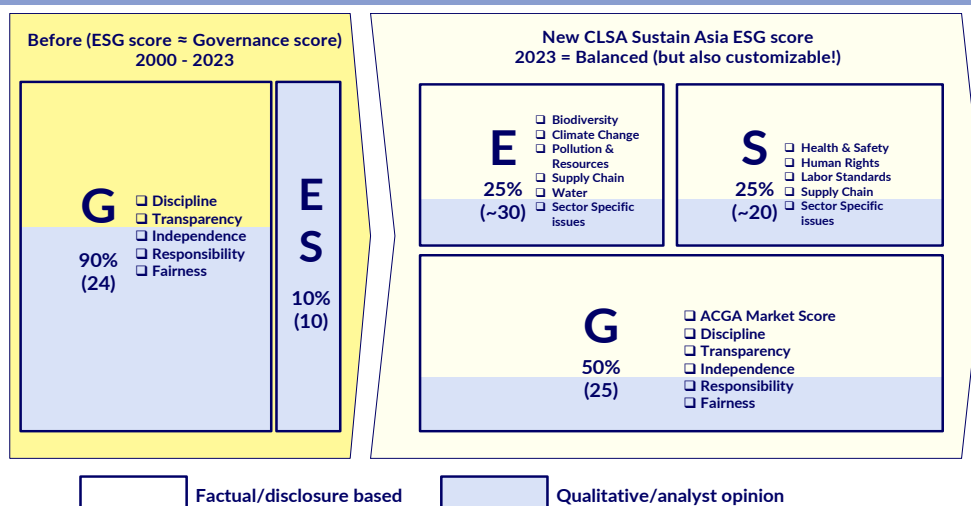 Before (ESG score ≈ Governance score)
2000 - 2023
G
90%
(24)
❑ Discipline
❑ Transparency
❑ Independence
❑ Responsibility
❑ Fairness
E
S
10%
(10)
New CLSA Sustain Asia ESG score
2023 = Balanced (but also customizable!)
E
25%
(~30)
❑ Biodiversity
❑ Climate Change
❑ Pollution &
Resources
❑ Supply Chain
❑ Water
❑ Sector Specific
issues
S
25%
(~20)
❑ Health & Safety
❑ Human Rights
❑ Labor Standards
❑ Supply Chain
❑ Sector Specific
issues
G
50%
(25)
❑ ACGA Market Score
❑ Discipline
❑ Transparency
❑ Independence
❑ Responsibility
❑ Fairness
Factual/disclosure based
Qualitative/analyst opinion